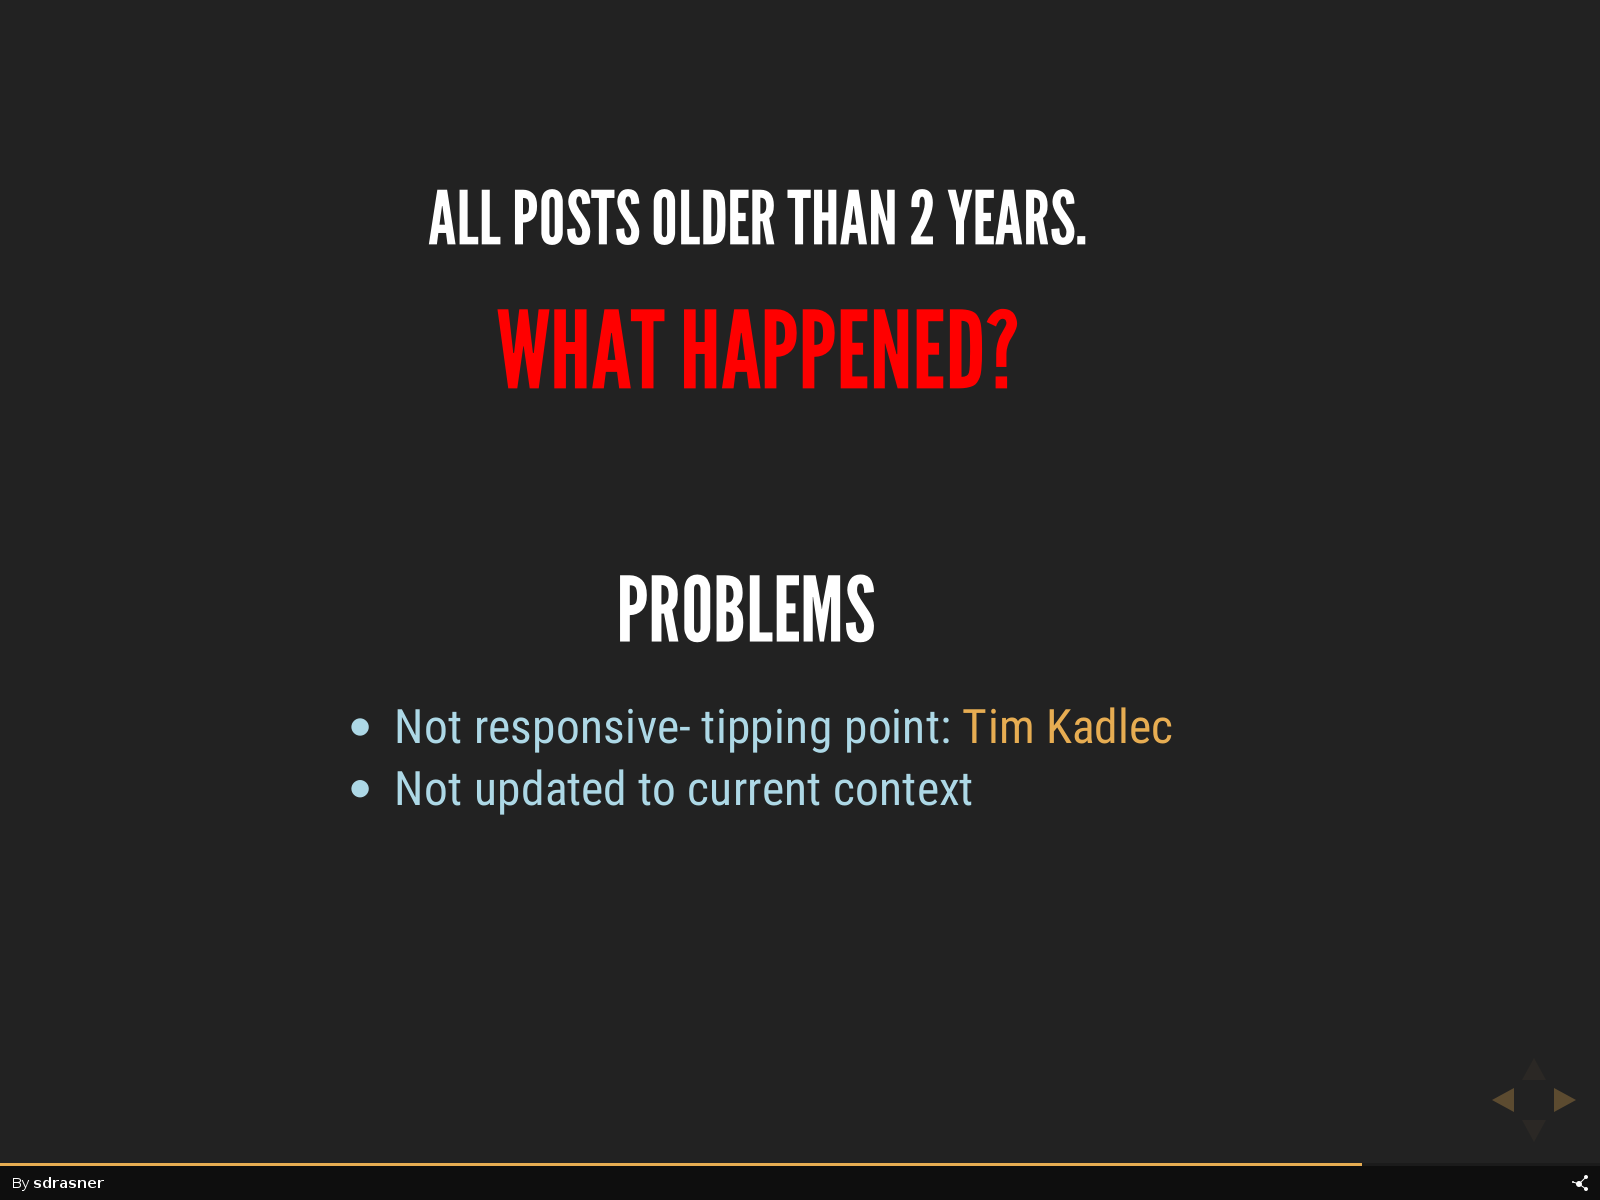 ALL POSTS OLDER THAN 2 YEARS.
WHAT HAPPENED?
PROBLEMS
Not responsive- tipping point: Tim Kadlec
Not updated to current context
By sdrasner